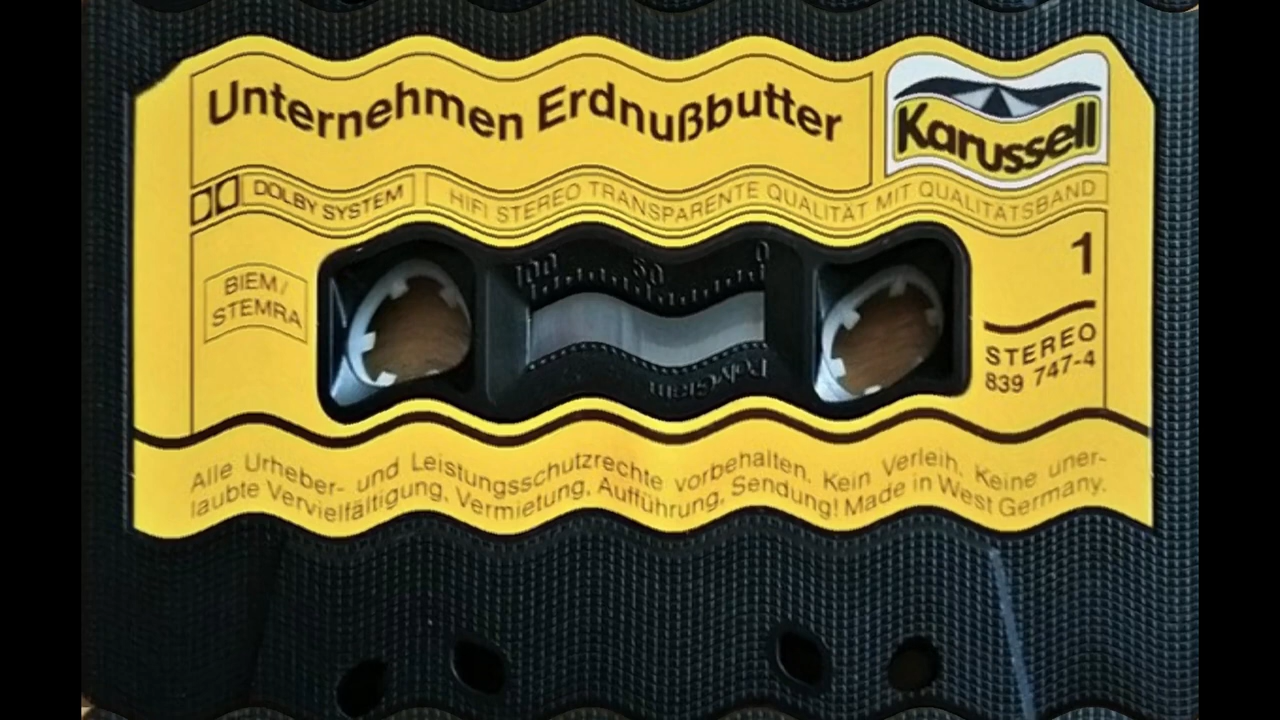 Unternehmen Erdnußbutter
Karussell
DOLBY SYSTEM
HIFI STEREO TRANSPARENTE QUALITÄT MIT QUALITÄTSBAND
BIEM/
STEMRA
100 50 0
PolyGram
1
STEREO
839 747-4
Alle Urheber- und Leistungsschutzrechte vorbehalten. Kein Verleih. Keine uner-
laubte Vervielfältigung, Vermietung, Aufführung, Sendung! Made in West Germany.